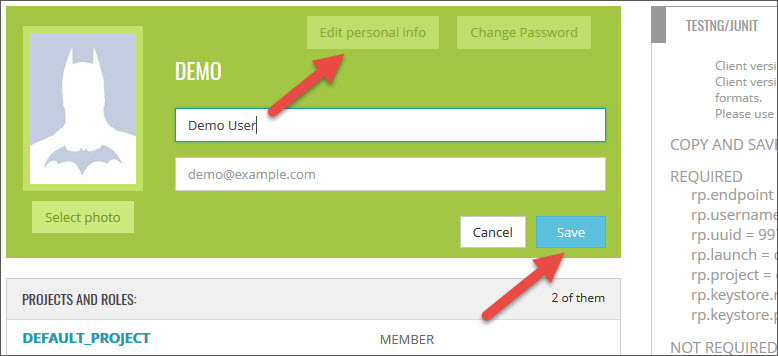 Edit personal info
Change Password
DEMO
Demo User
demo@example.com
Select photo
Cancel
Save
PROJECTS AND ROLES:
2 of them
DEFAULT_PROJECT
MEMBER
TESTNG/JUNIT
Client versi
Client versi
formats.
Please use
COPY AND SAVE
REQUIRED
rp.endpoint
rp.username
rp.uuid = 997
rp.launch =
rp.project =
rp.keystore.r
rp.keystore.p
NOT REQUIRED